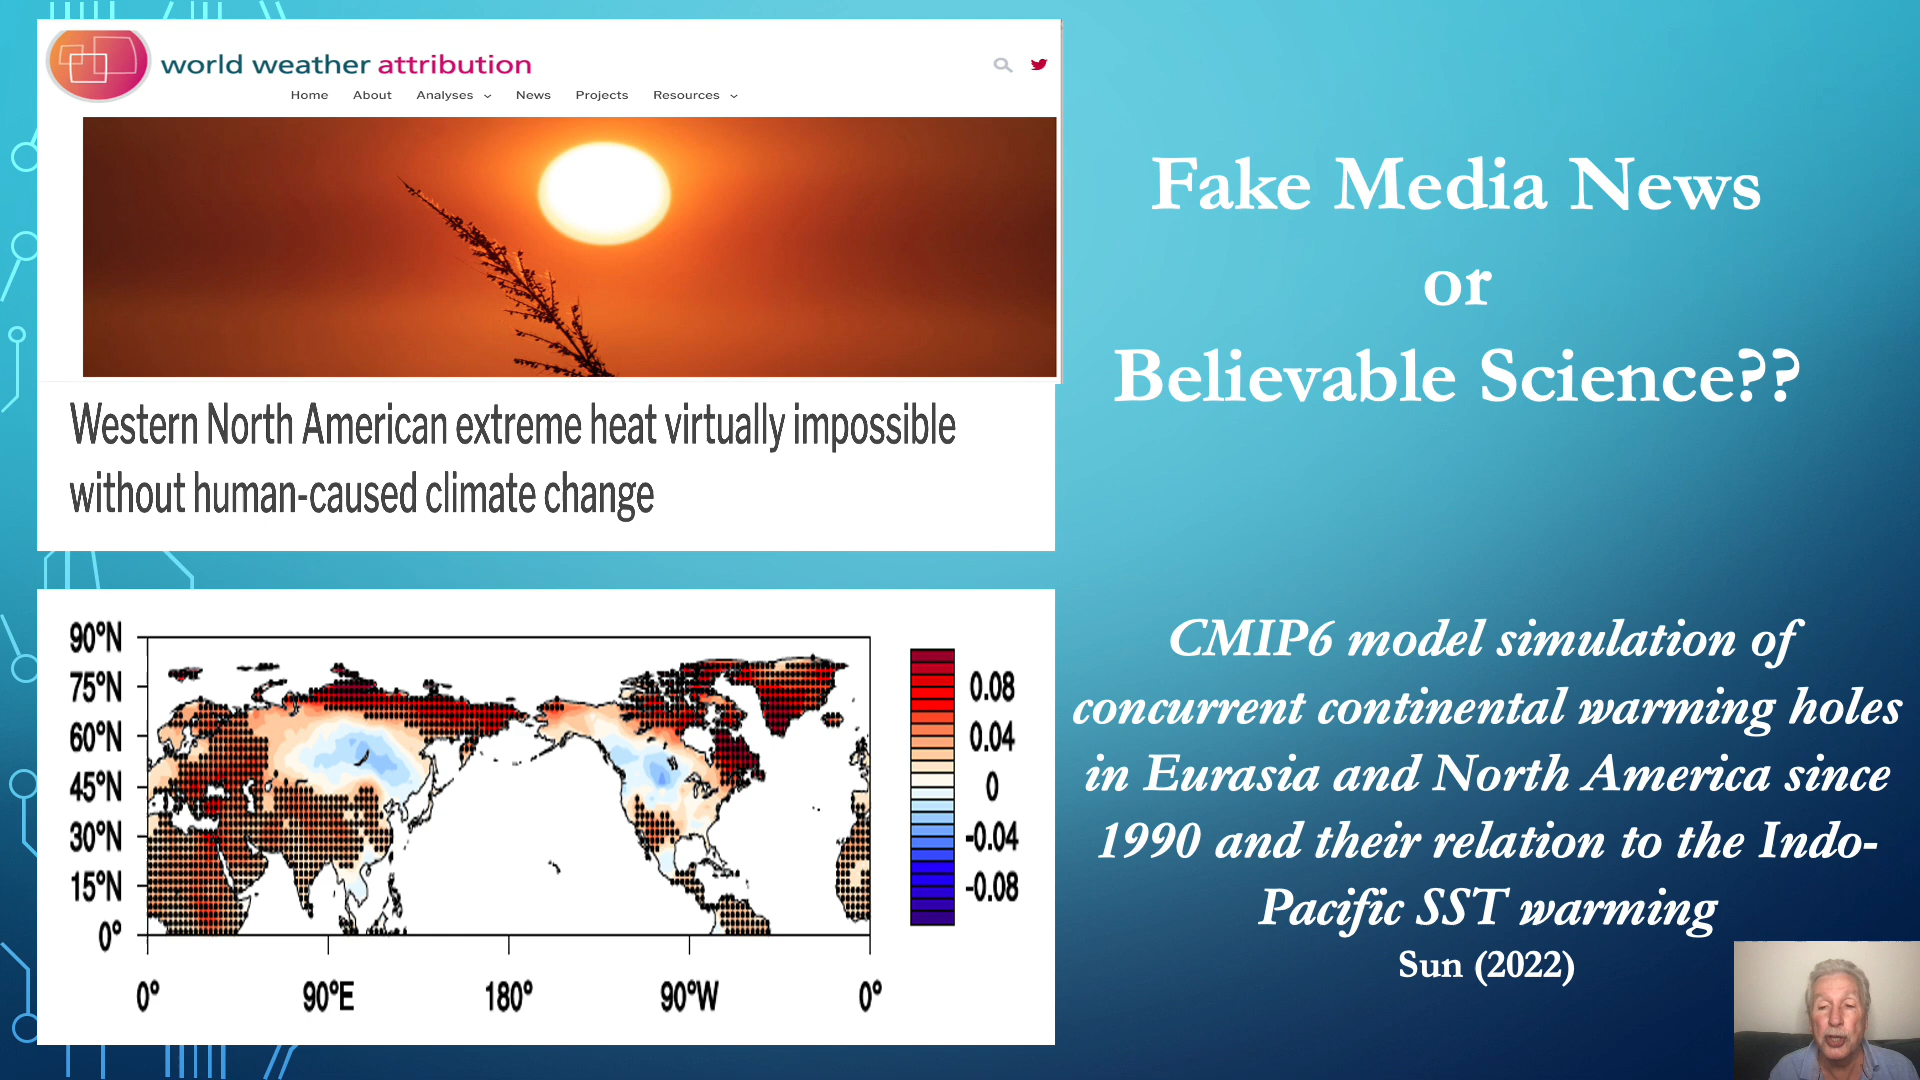 world weather attribution
Home About Analyses News Projects Resources
Western North American extreme heat virtually impossible
without human-caused climate change
Fake Media News
or
Believable Science??
90°N
75°N
60°N
45°N
30°N
15°N
0°
0° 90°E 180° 90°W 0°
0.08
0.04
0
-0.04
-0.08
CMIP6 model simulation of
concurrent continental warming holes
in Eurasia and North America since
1990 and their relation to the Indo-
Pacific SST warming
Sun (2022)